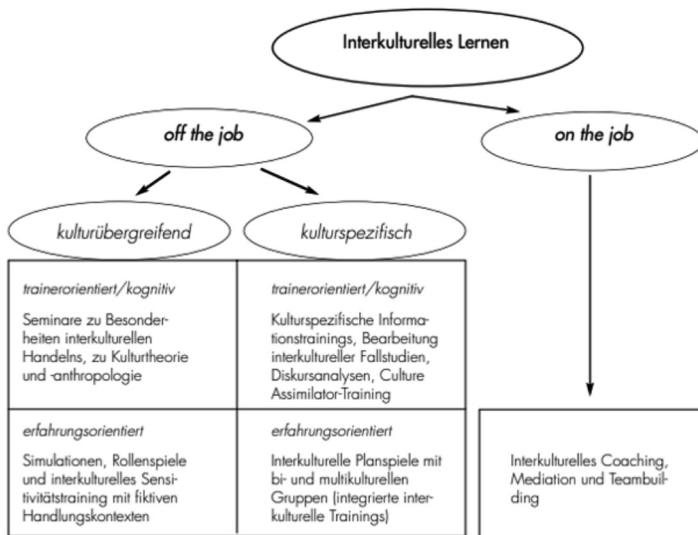 Interkulturelles Lernen
off the job
on the job
kulturübergreifend
kulturspezifisch
trainerorientiert/kognitiv
Seminare zu Besonder-
heiten interkulturellen
Handelns, zu Kulturtheorie
und -anthropologie
trainerorientiert/kognitiv
Kulturspezifische Informa-
tionstrainings, Bearbeitung
interkultureller Fallstudien,
Diskursanalysen, Culture
Assimilator-Training
erfahrungsorientiert
Simulationen, Rollenspiele
und interkulturelles Sensi-
tivitätstraining mit fiktiven
Handlungskontexten
erfahrungsorientiert
Interkulturelle Planspiele mit
bi- und multikulturellen
Gruppen (integrierte inter-
kulturelle Trainings)
Interkulturelles Coaching,
Mediation und Teambuil-
ding